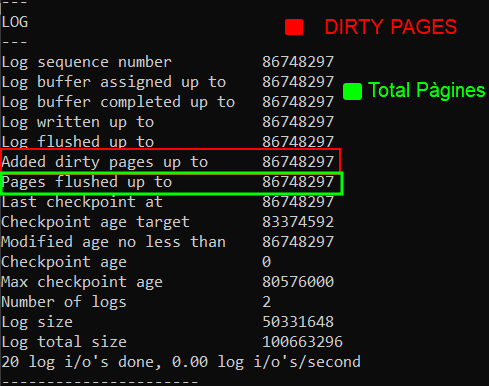 ---
LOG
---
DIRTY PAGES
Total Pàgines
Log sequence number 86748297
Log buffer assigned up to 86748297
Log buffer completed up to 86748297
Log written up to 86748297
Log flushed up to 86748297
Added dirty pages up to 86748297
Pages flushed up to 86748297
Last checkpoint at 86748297
Checkpoint age target 83374592
Modified age no less than 86748297
Checkpoint age 0
Max checkpoint age 80576000
Number of logs 2
Log size 50331648
Log total size 100663296
20 log i/o's done, 0.00 log i/o's/second
----------------------